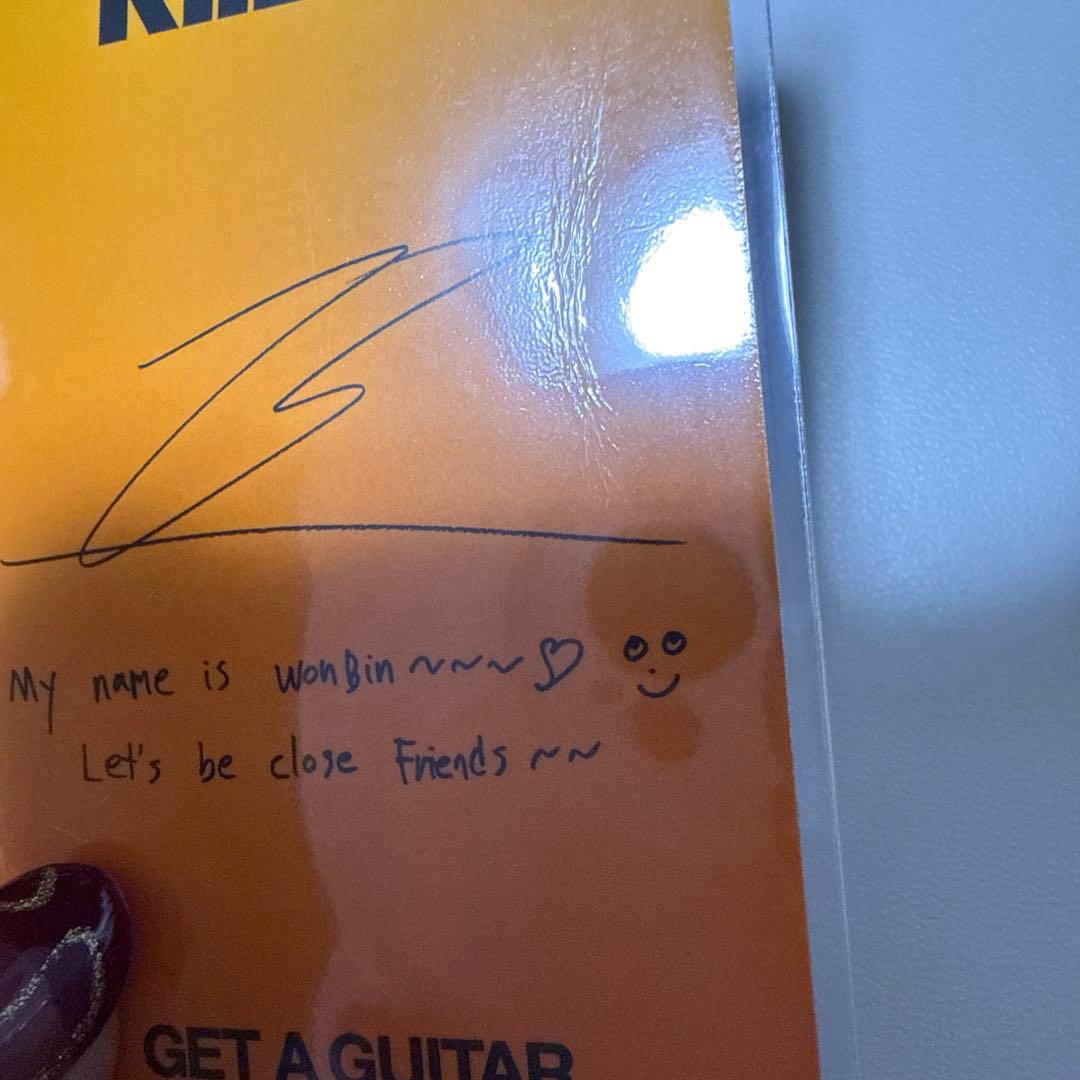 My name is WonBin ~~~♡
Let's be close Friends ~~
GET A GUITAR